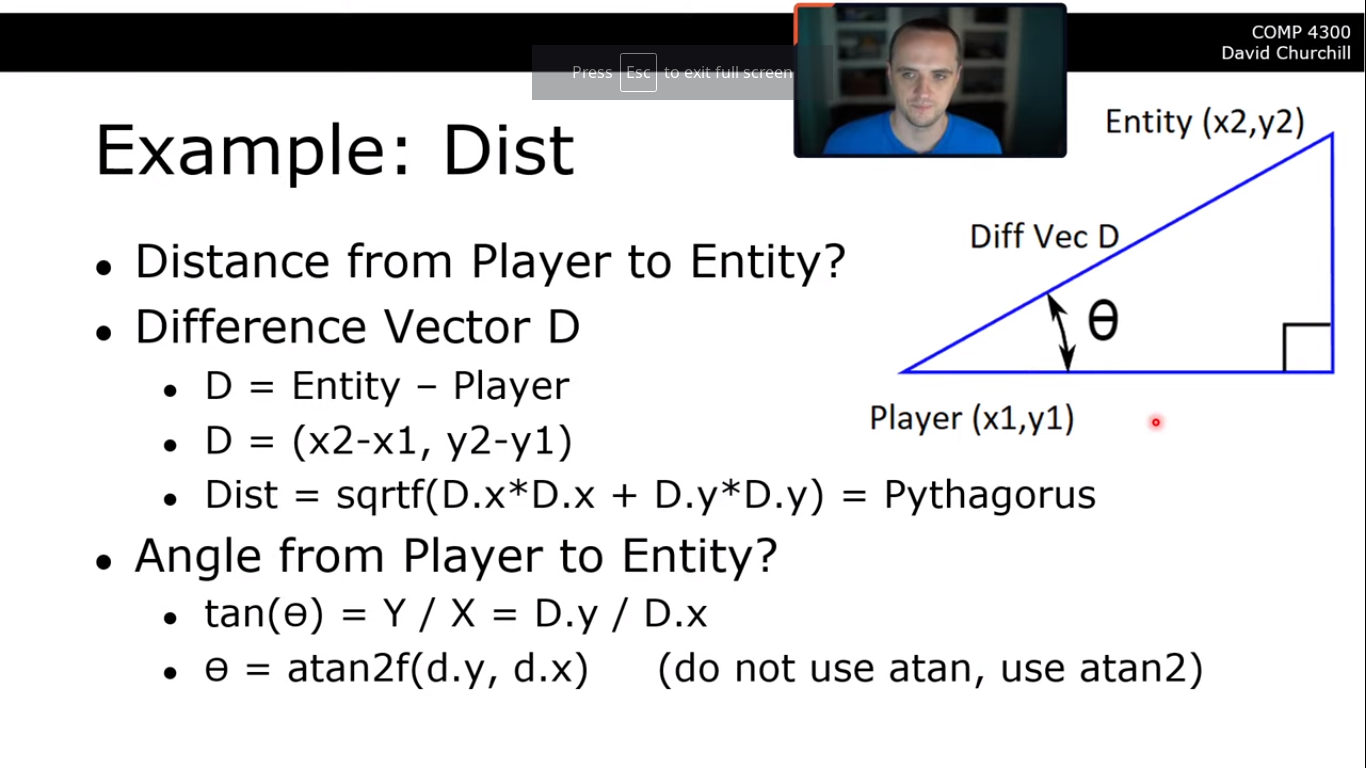 COMP 4300
David Churchill
Press Esc to exit full screen
Example: Dist
Entity (x2,y2)
Diff Vec D
θ
Player (x1,y1)
• Distance from Player to Entity?
• Difference Vector D
• D = Entity – Player
• D = (x2-x1, y2-y1)
• Dist = sqrtf(D.x*D.x + D.y*D.y) = Pythagorus
• Angle from Player to Entity?
• tan(ɵ) = Y / X = D.y / D.x
• ɵ = atan2f(d.y, d.x) (do not use atan, use atan2)